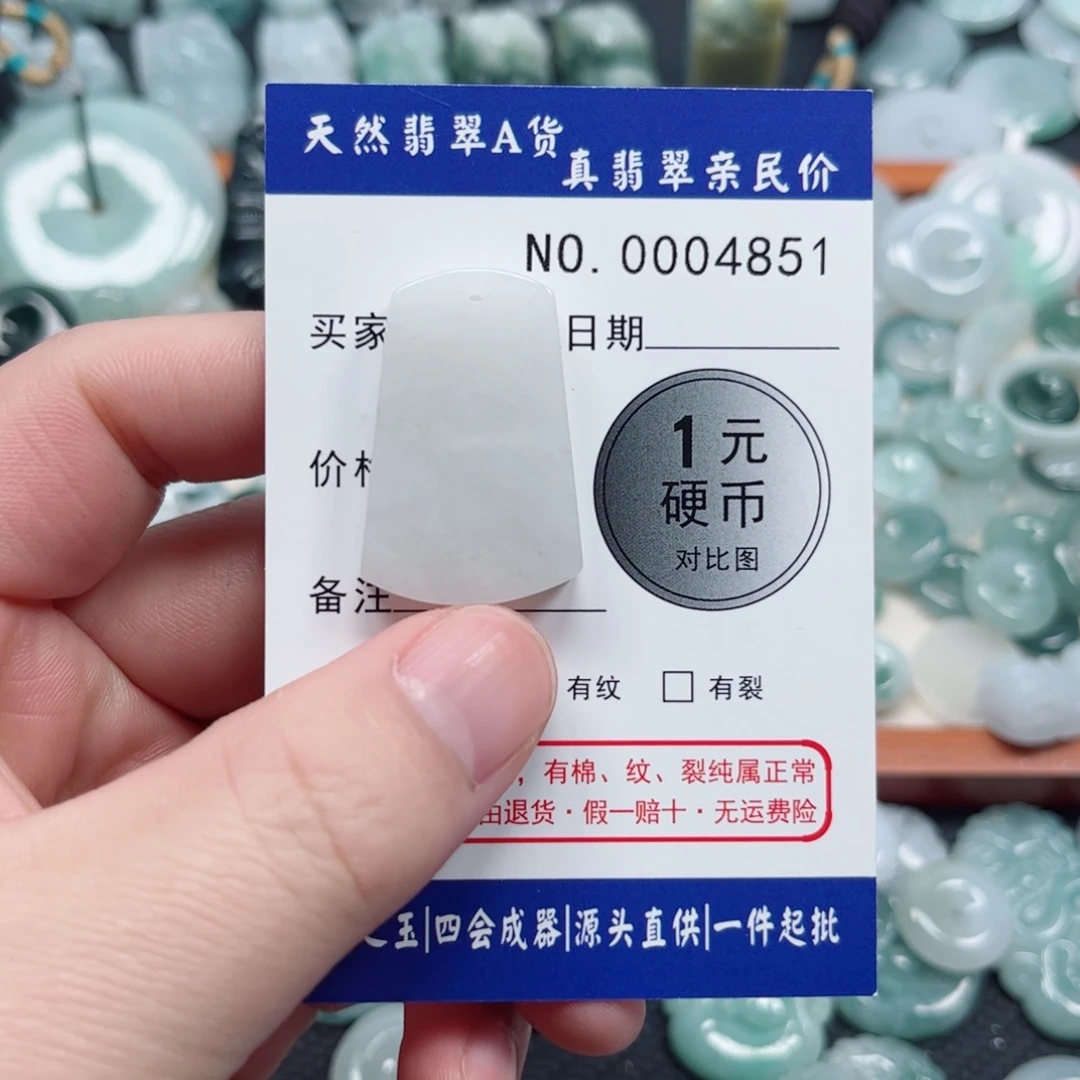 天然翡翠A货
真翡翠亲民价
NO. 0004851
买家 日期
1元
硬币
对比图
价
备注
有纹 □ 有裂
，有棉、纹、裂纯属正常
由退货·假一赔十·无运费险
玉|四会成器|源头直供|一件起批